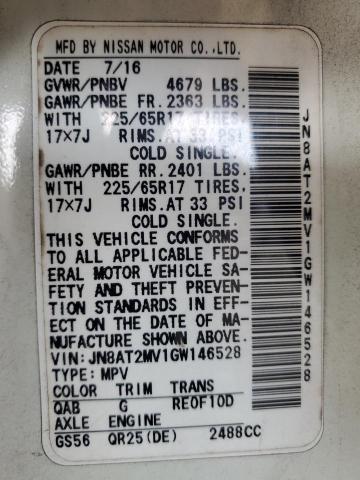 MFD BY NISSAN MOTOR CO.,LTD.
DATE 7/16
GVWR/PNBV 4679 LBS.
GAWR/PNBE FR. 2363 LBS.
WITH 225/65R17 TIRES,
17×7J RIMS.AT 33 PSI
COLD SINGLE.
GAWR/PNBE RR. 2401 LBS.
WITH 225/65R17 TIRES,
17×7J RIMS.AT 33 PSI
COLD SINGLE.
THIS VEHICLE CONFORMS
TO ALL APPLICABLE FED-
ERAL MOTOR VEHICLE SA-
FETY AND THEFT PREVEN-
TION STANDARDS IN EFF-
ECT ON THE DATE OF MA-
NUFACTURE SHOWN ABOVE.
VIN: JN8AT2MV1GW146528
TYPE: MPV
COLOR TRIM TRANS
QAB G RE0F10D
AXLE ENGINE
GS56 QR25(DE) 2488CC
JN8AT2MV1GW146528